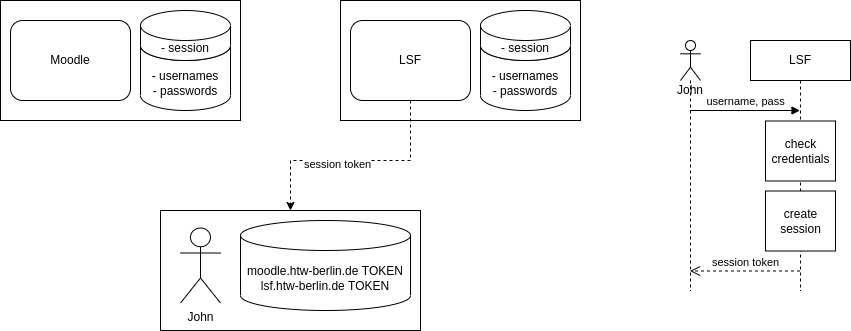 Moodle
- session
- usernames
- passwords
LSF
- session
- usernames
- passwords
session token
John
moodle.htw-berlin.de TOKEN
lsf.htw-berlin.de TOKEN
John
LSF
username, pass
check
credentials
create
session
session token